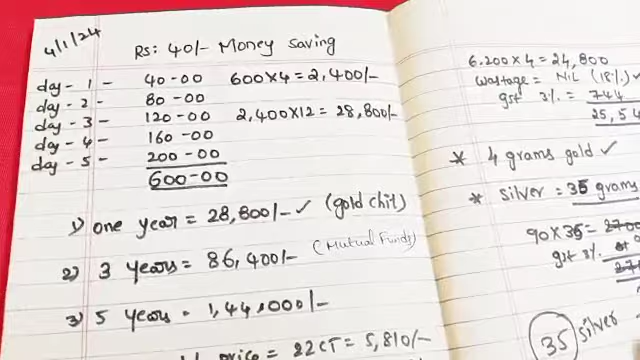 4/1/24
Rs: 40/- Money Saving
day - 1 - 40-00 600x4=2,400/-
day - 2 - 80-00
day - 3 - 120-00 2,400x12=28,800/-
day - 4 - 160-00
day - 5 - 200-00
600-00
1) one year = 28,800/- ✓ (gold chit)
2) 3 years = 86,400/- (Mutual Funds)
3) 5 years = 1,44,000/-
price = 22CT = 5,810/-
6.200x4=24,800
wastage = NIL (18%) ✓
gst 3% = 744
25,54
* 4 grams gold ✓
* Silver = 35 grams
90x35=2700
gst 3%
35 silver